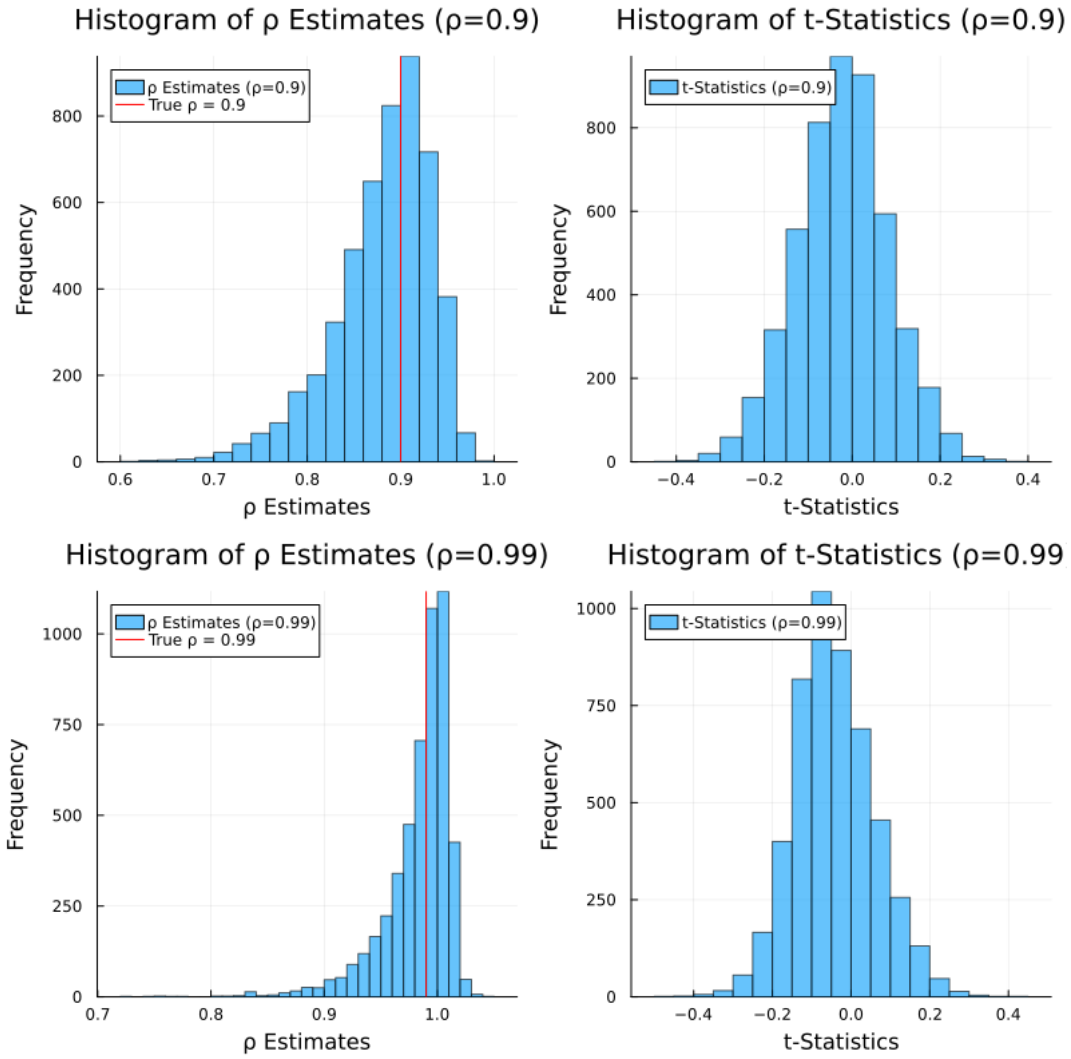 Histogram of ρ Estimates (ρ=0.9)
ρ Estimates (ρ=0.9)
True ρ = 0.9
Frequency
800
600
400
200
0
0.6 0.7 0.8 0.9 1.0
ρ Estimates
Histogram of t-Statistics (ρ=0.9)
t-Statistics (ρ=0.9)
Frequency
800
600
400
200
0
−0.4 −0.2 0.0 0.2 0.4
t-Statistics
Histogram of ρ Estimates (ρ=0.99)
ρ Estimates (ρ=0.99)
True ρ = 0.99
Frequency
1000
750
500
250
0
0.7 0.8 0.9 1.0
ρ Estimates
Histogram of t-Statistics (ρ=0.99)
t-Statistics (ρ=0.99)
Frequency
1000
750
500
250
0
−0.4 −0.2 0.0 0.2 0.4
t-Statistics